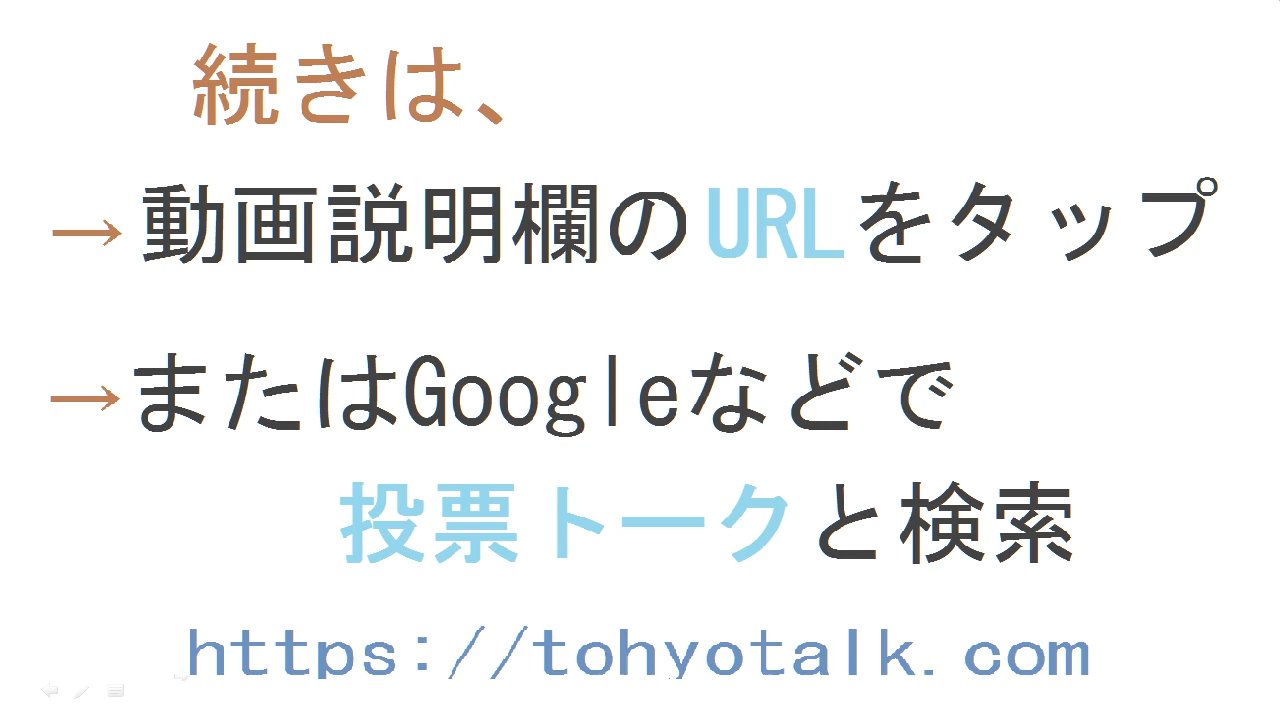 続きは、
→動画説明欄のURLをタップ
→またはGoogleなどで
投票トークと検索
https://tohyotalk.com